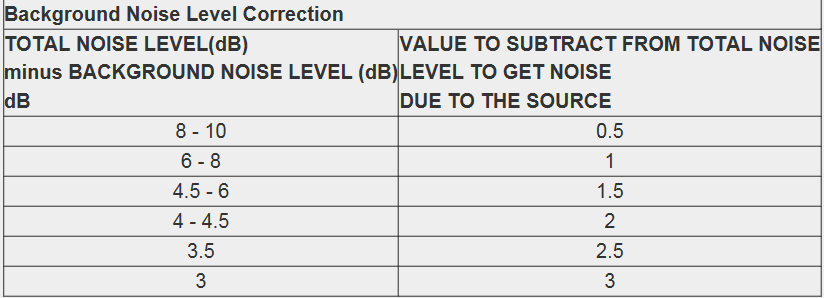 Background Noise Level Correction
TOTAL NOISE LEVEL(dB)
minus BACKGROUND NOISE LEVEL (dB)
dB
VALUE TO SUBTRACT FROM TOTAL NOISE
LEVEL TO GET NOISE
DUE TO THE SOURCE
8 - 10 0.5
6 - 8 1
4.5 - 6 1.5
4 - 4.5 2
3.5 2.5
3 3